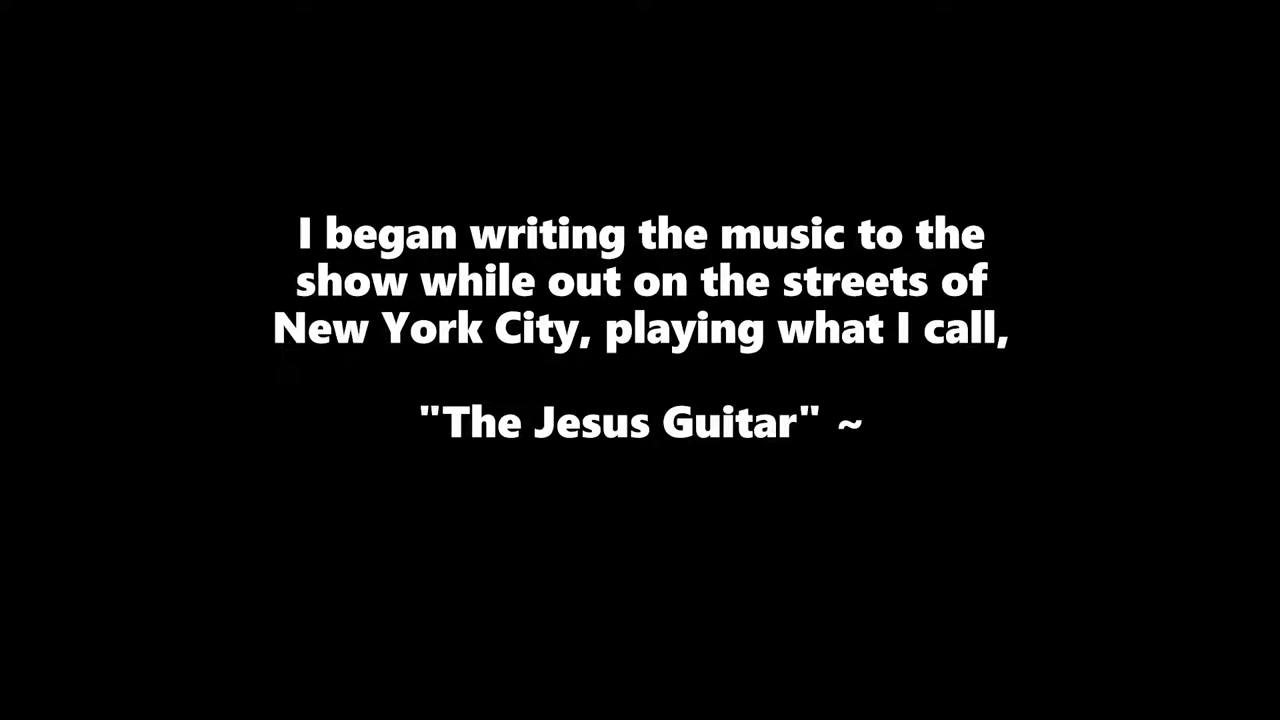 I began writing the music to the
show while out on the streets of
New York City, playing what I call,
"The Jesus Guitar" ~